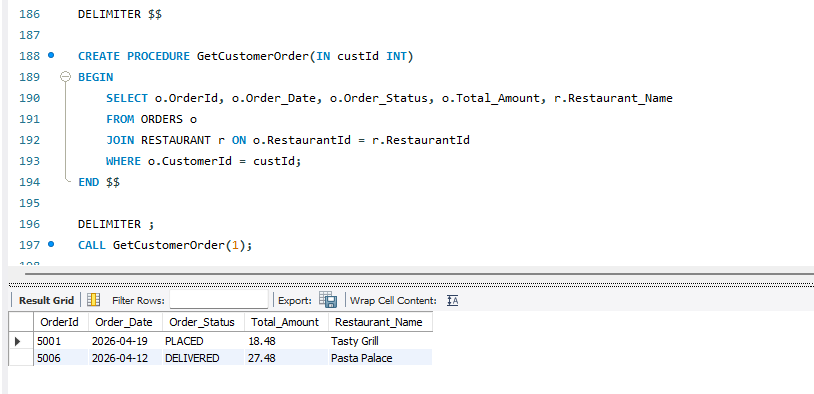 186 DELIMITER $$
187
188 CREATE PROCEDURE GetCustomerOrder(IN custId INT)
189 BEGIN
190 SELECT o.OrderId, o.Order_Date, o.Order_Status, o.Total_Amount, r.Restaurant_Name
191 FROM ORDERS o
192 JOIN RESTAURANT r ON o.RestaurantId = r.RestaurantId
193 WHERE o.CustomerId = custId;
194 END $$
195
196 DELIMITER ;
197 CALL GetCustomerOrder(1);
Result Grid Filter Rows: Export: Wrap Cell Content: IA
OrderId Order_Date Order_Status Total_Amount Restaurant_Name
5001 2026-04-19 PLACED 18.48 Tasty Grill
5006 2026-04-12 DELIVERED 27.48 Pasta Palace